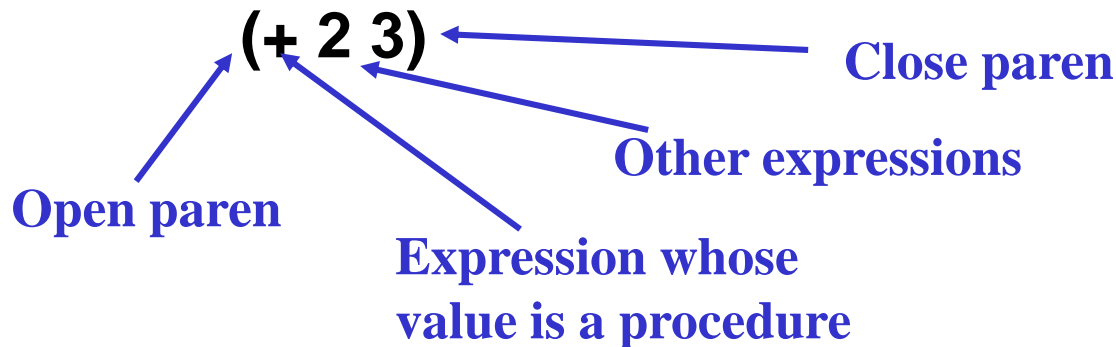 (+ 2 3)
Close paren
Other expressions
Open paren
Expression whose
value is a procedure